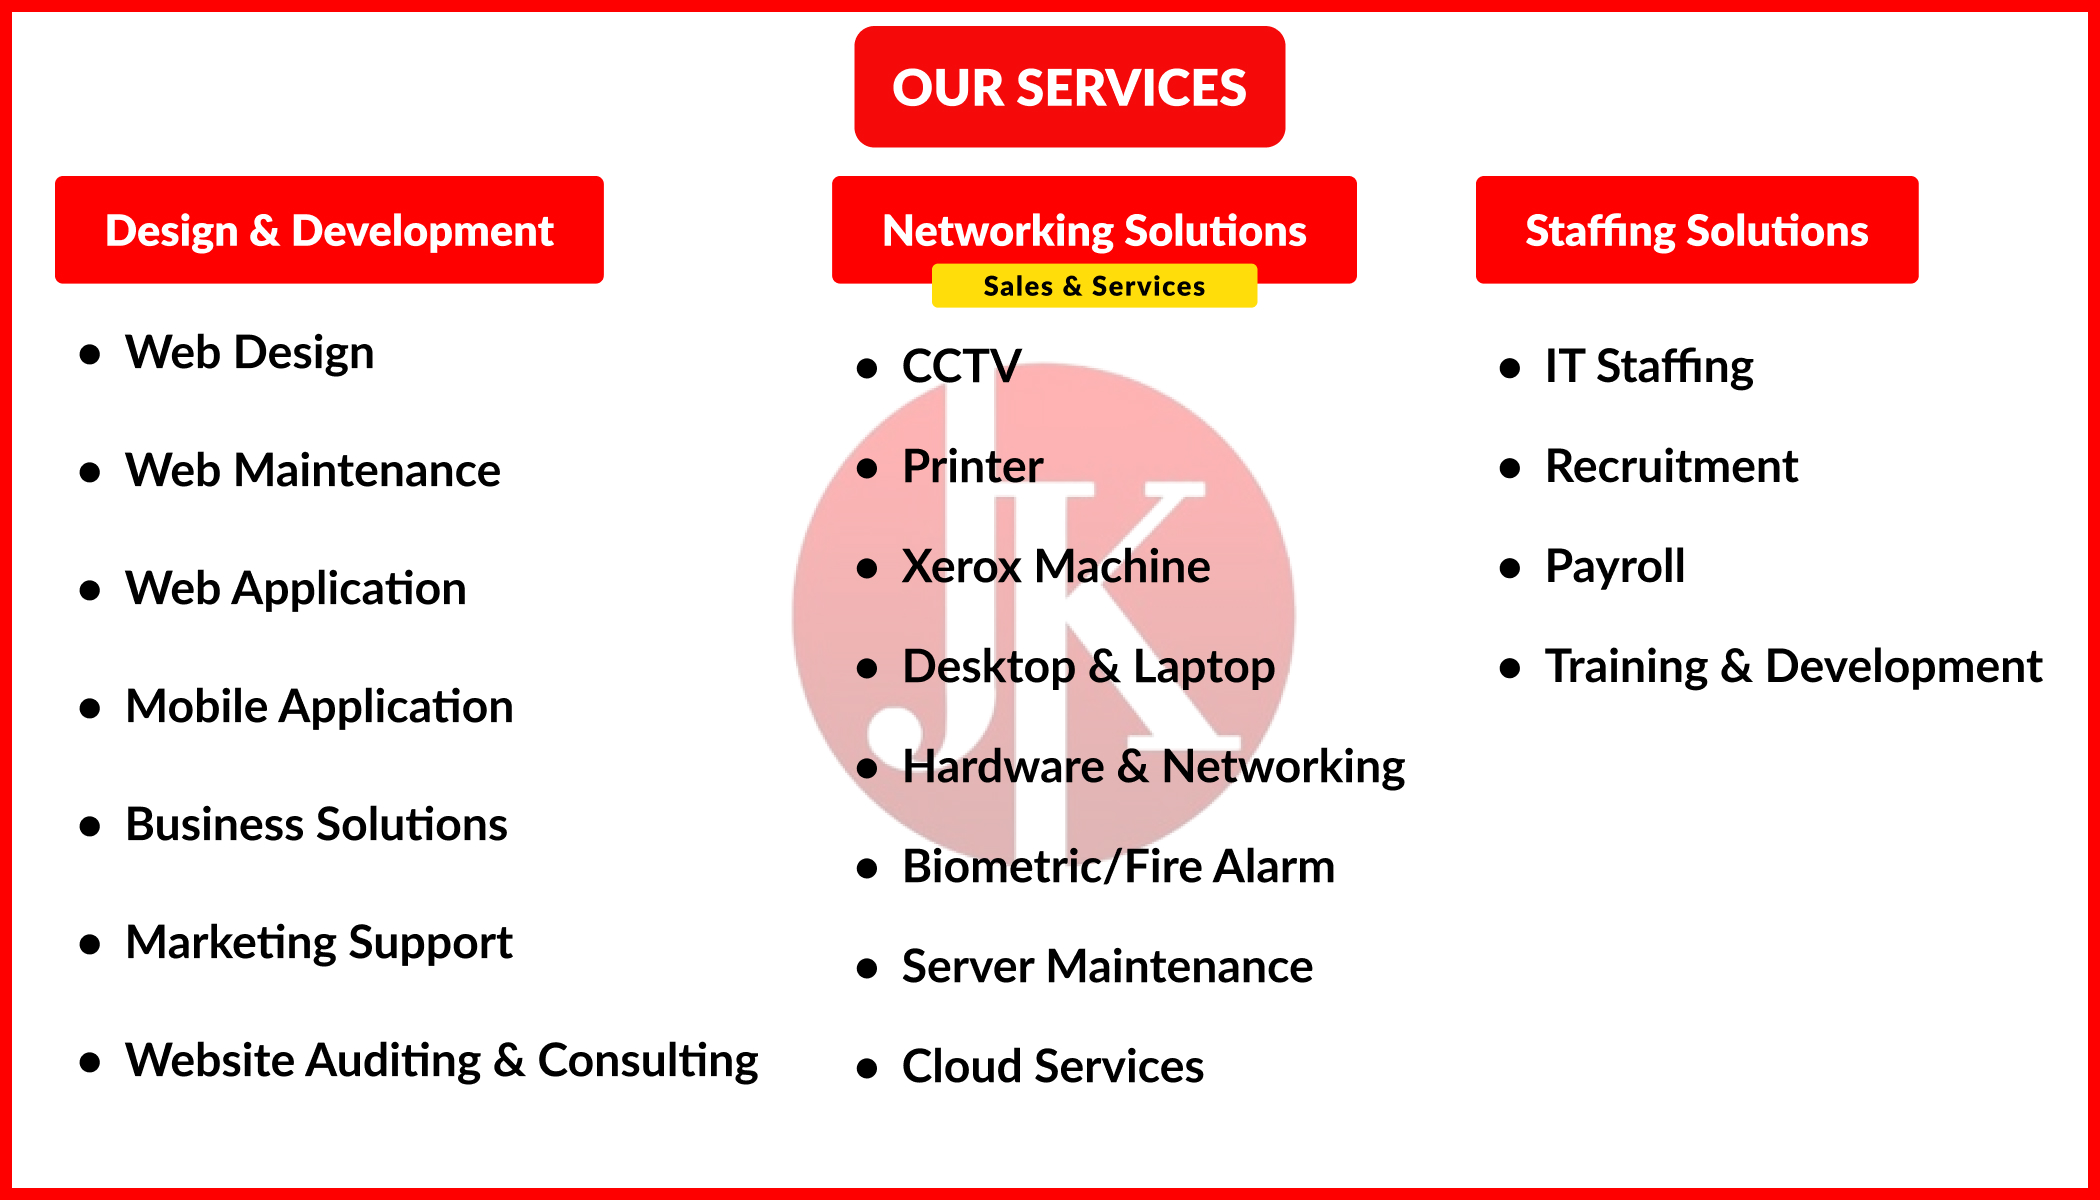 OUR SERVICES
Design & Development
• Web Design
• Web Maintenance
• Web Application
• Mobile Application
• Business Solutions
• Marketing Support
• Website Auditing & Consulting
Networking Solutions
Sales & Services
• CCTV
• Printer
• Xerox Machine
• Desktop & Laptop
• Hardware & Networking
• Biometric/Fire Alarm
• Server Maintenance
• Cloud Services
Staffing Solutions
• IT Staffing
• Recruitment
• Payroll
• Training & Development
JK